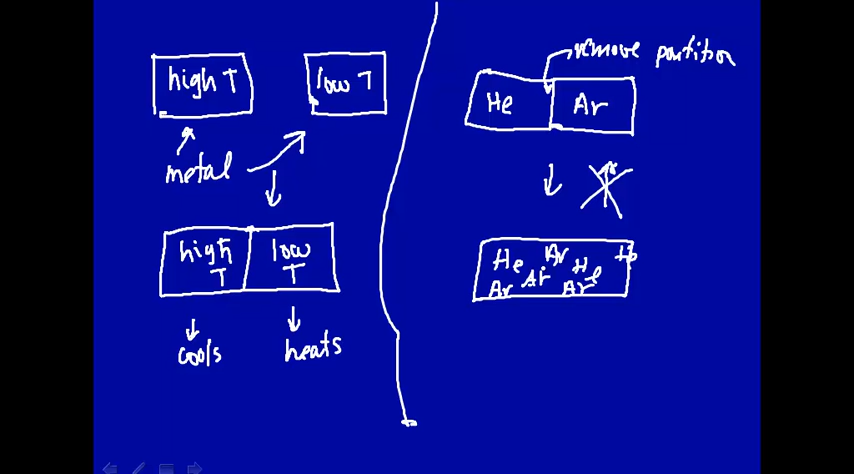 high T
low T
metal
high
T
low
T
cools
heats
remove partition
He
Ar
He
Ar
He
He
Ar
Ar
Ar